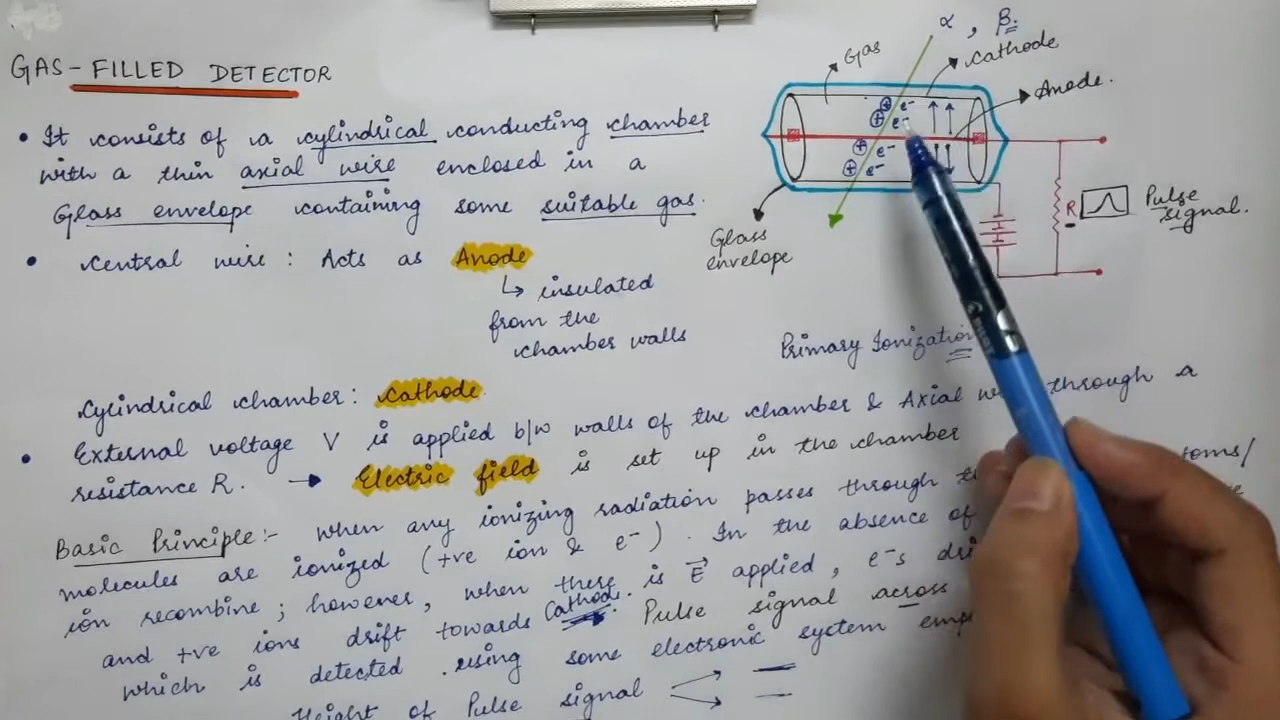 GAS-FILLED DETECTOR
• It consists of a cylindrical conducting chamber
with a thin axial wire enclosed in a
Glass envelope containing some suitable gas.
• Central wire: Acts as Anode
↳ insulated
from the
chamber walls
Cylindrical chamber: Cathode
• External voltage V is applied b/w walls of the chamber & Axial through a
resistance R. → Electric field is set up in the chamber
Basic Principle:- When any ionizing radiation passes through
molecules are ionized (+ve ion & e⁻). In the absence of
ion recombine; however, when there is E⃗ applied, e⁻s
and +ve ions drift towards Cathode. Pulse signal across
which is detected using some electronic system
Height of Pulse signal
α, β.
Gas
Cathode
Anode.
+ e⁻
+ e⁻
+ e⁻
+ e⁻
Glass
envelope
R
Pulse
signal.
Primary Ionization
PILOT